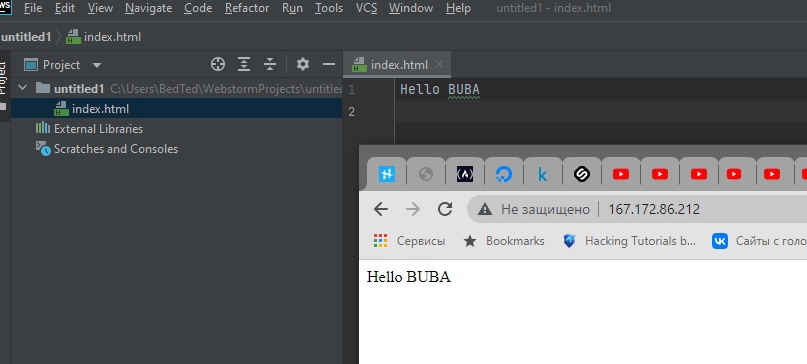 WS File Edit View Navigate Code Refactor Run Tools VCS Window Help untitled1 - index.html
untitled1 index.html
Project
Project
index.html
untitled1 C:\Users\BedTed\WebstormProjects\untitled
index.html
External Libraries
Scratches and Consoles
1 Hello BUBA
2
Не защищено 167.172.86.212
Сервисы Bookmarks Hacking Tutorials b... Сайты с голо
Hello BUBA